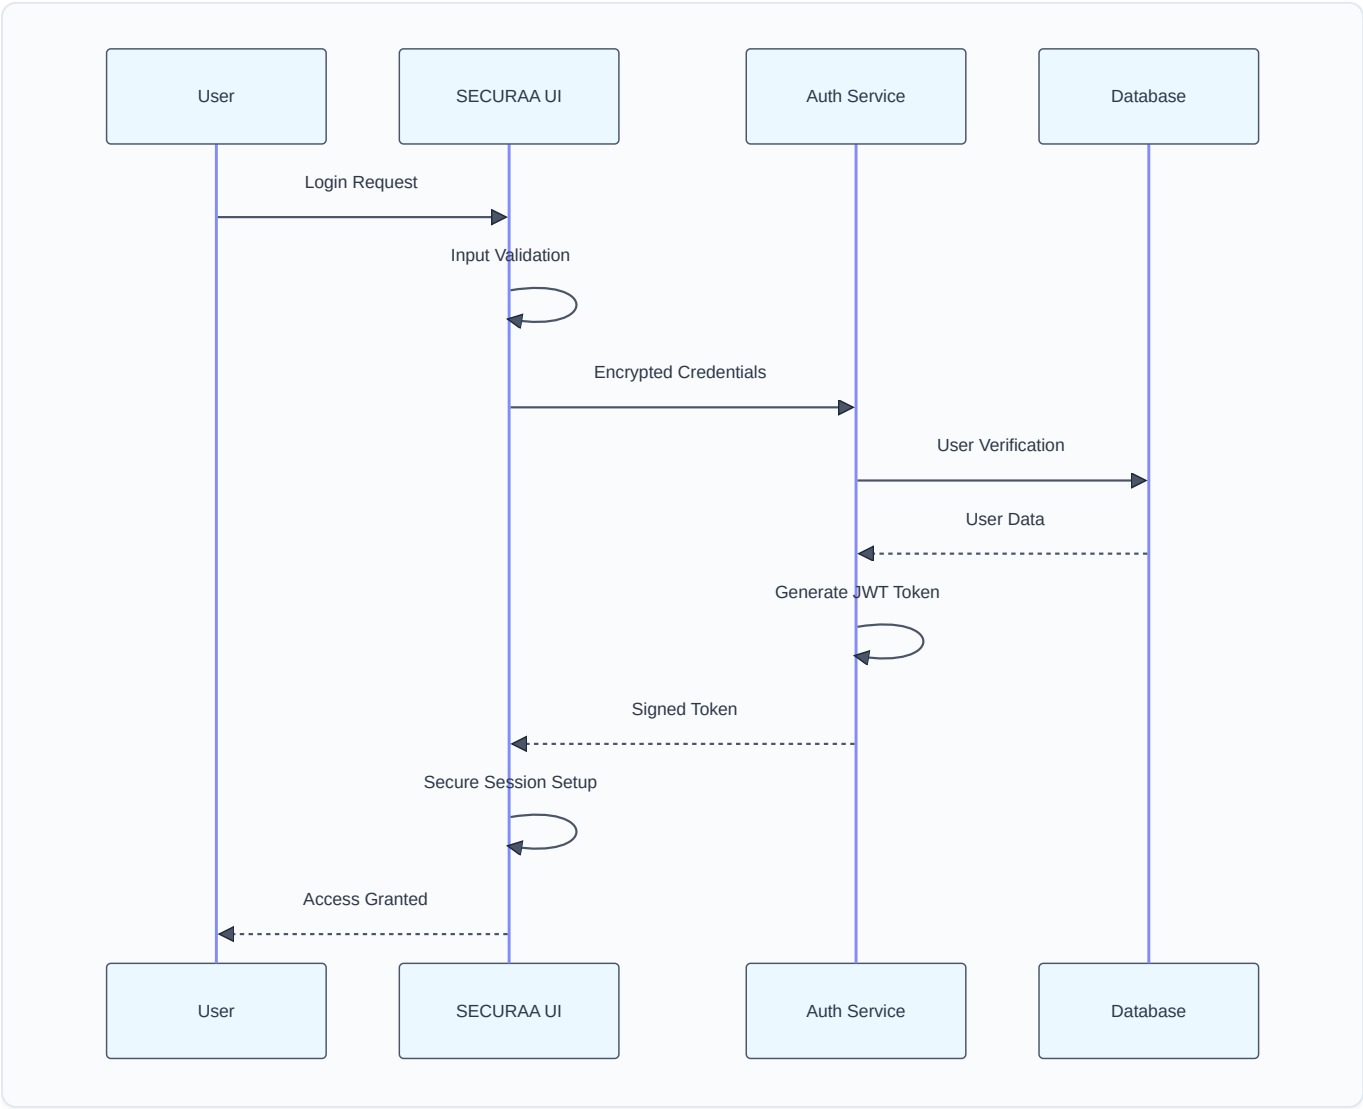 User
SECURAA UI
Auth Service
Database
Login Request
Input Validation
Encrypted Credentials
User Verification
User Data
Generate JWT Token
Signed Token
Secure Session Setup
Access Granted
User
SECURAA UI
Auth Service
Database